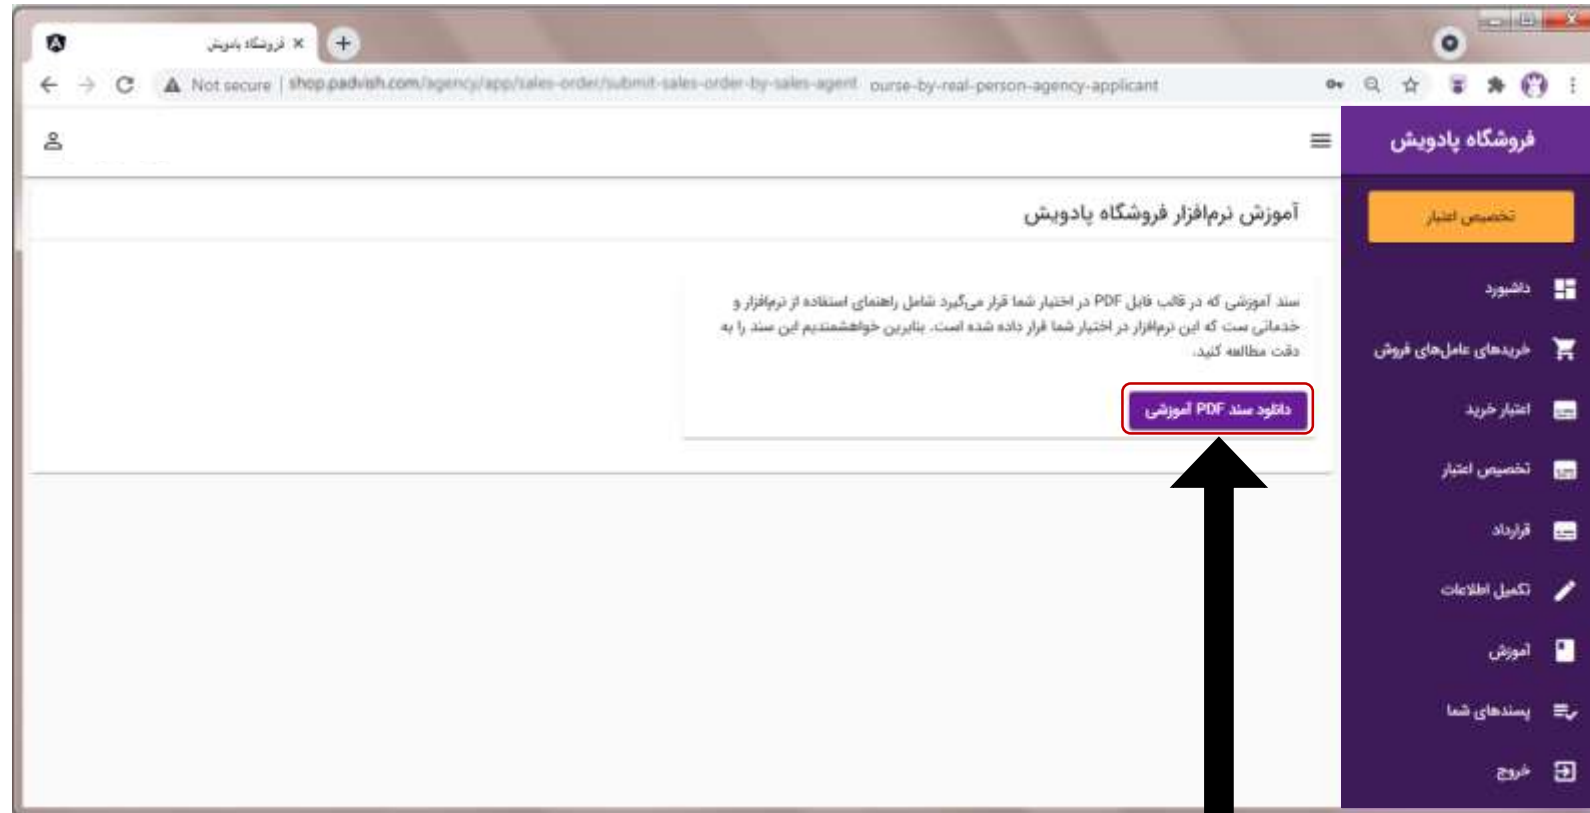 فروشگاه پادویش
Not secure | shop.padvish.com/agency/app/sales-order/submit-sales-order-by-sales-agent ourse-by-real-person-agency-applicant
فروشگاه پادویش
تخصیص اعتبار
داشبورد
خریدهای عامل‌های فروش
اعتبار خرید
تخصیص اعتبار
قرارداد
تکمیل اطلاعات
آموزش
پسندهای شما
خروج
آموزش نرم‌افزار فروشگاه پادویش
سند آموزشی که در قالب فایل PDF در اختیار شما قرار می‌گیرد شامل راهنمای استفاده از نرم‌افزار و
خدماتی ست که این نرم‌افزار در اختیار شما قرار داده شده است. بنابرین خواهشمندیم این سند را به
دقت مطالعه کنید.
دانلود سند PDF آموزشی